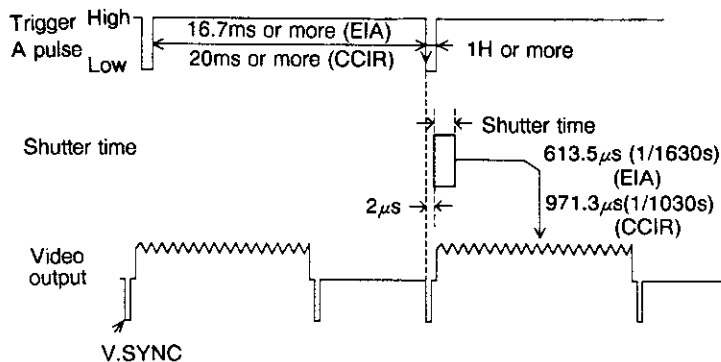 Trigger High
A pulse Low
16.7ms or more (EIA)
20ms or more (CCIR)
1H or more
Shutter time
Shutter time
613.5μs (1/1630s)
(EIA)
971.3μs(1/1030s)
(CCIR)
2μs
Video
output
V.SYNC